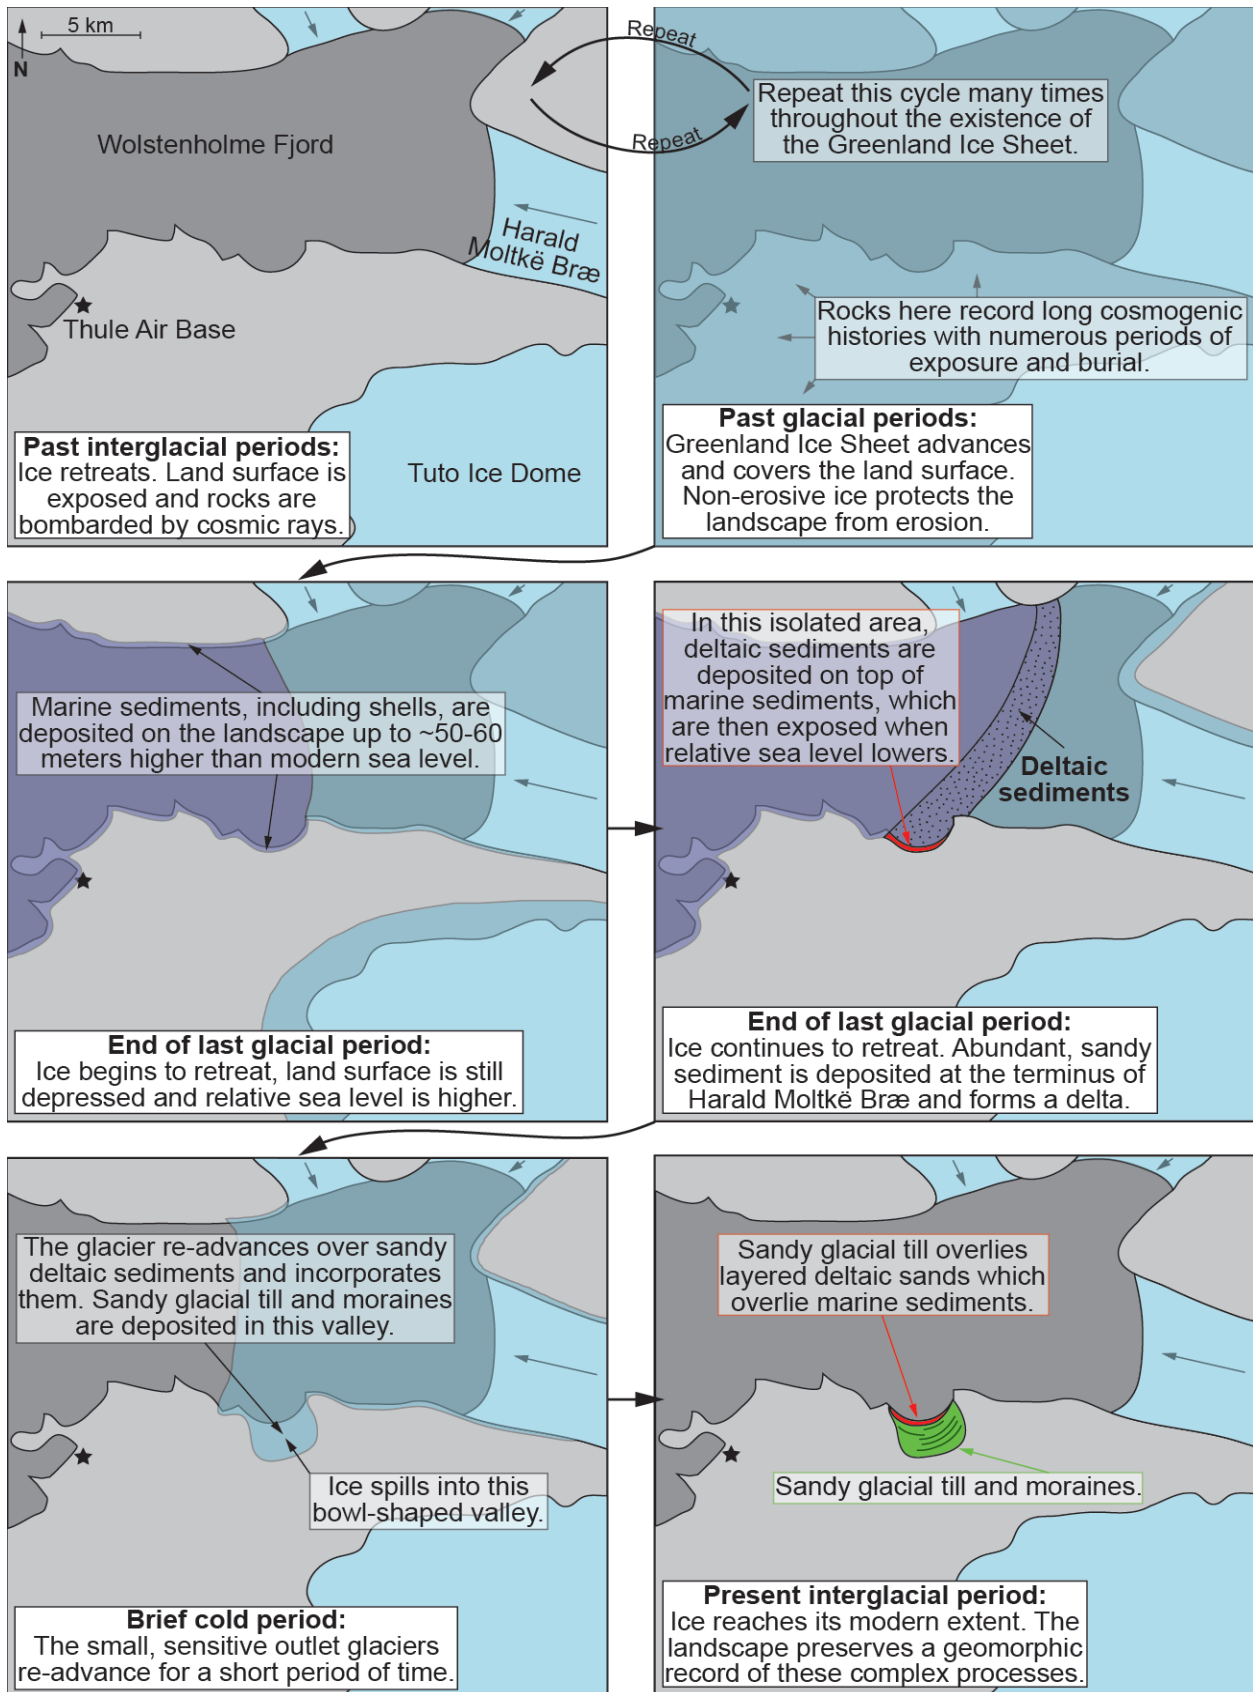 5 km
N
Wolstenholme Fjord
Harald
Moltkë Bræ
Thule Air Base
Tuto Ice Dome
Past interglacial periods:
Ice retreats. Land surface is
exposed and rocks are
bombarded by cosmic rays.
Repeat
Repeat
Repeat this cycle many times
throughout the existence of
the Greenland Ice Sheet.
Rocks here record long cosmogenic
histories with numerous periods of
exposure and burial.
Past glacial periods:
Greenland Ice Sheet advances
and covers the land surface.
Non-erosive ice protects the
landscape from erosion.
Marine sediments, including shells, are
deposited on the landscape up to ~50-60
meters higher than modern sea level.
End of last glacial period:
Ice begins to retreat, land surface is still
depressed and relative sea level is higher.
In this isolated area,
deltaic sediments are
deposited on top of
marine sediments, which
are then exposed when
relative sea level lowers.
Deltaic
sediments
End of last glacial period:
Ice continues to retreat. Abundant, sandy
sediment is deposited at the terminus of
Harald Moltkë Bræ and forms a delta.
The glacier re-advances over sandy
deltaic sediments and incorporates
them. Sandy glacial till and moraines
are deposited in this valley.
Ice spills into this
bowl-shaped valley.
Brief cold period:
The small, sensitive outlet glaciers
re-advance for a short period of time.
Sandy glacial till overlies
layered deltaic sands which
overlie marine sediments.
Sandy glacial till and moraines.
Present interglacial period:
Ice reaches its modern extent. The
landscape preserves a geomorphic
record of these complex processes.